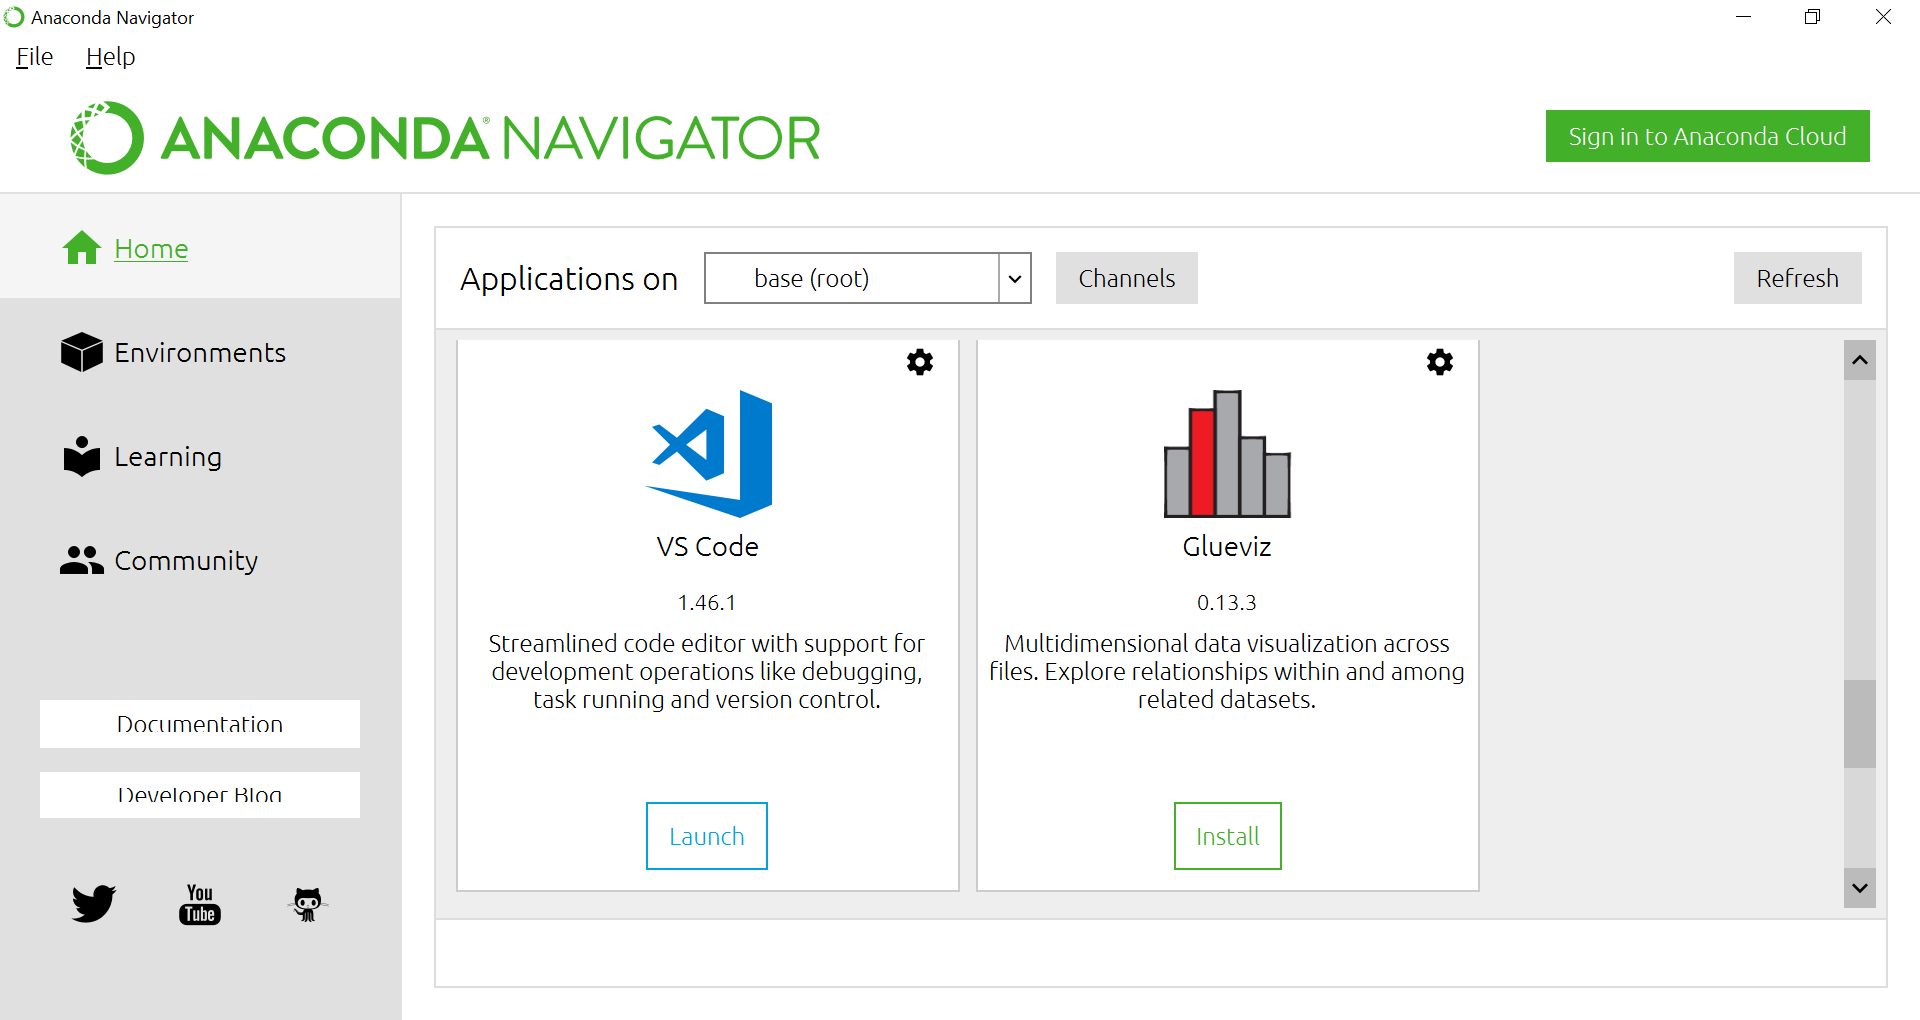 Anaconda Navigator
File Help
ANACONDA® NAVIGATOR
Sign in to Anaconda Cloud
Home
Environments
Learning
Community
Documentation
Developer Blog
You
Tube
Applications on
base (root)
Channels
Refresh
VS Code
1.46.1
Streamlined code editor with support for
development operations like debugging,
task running and version control.
Launch
Glueviz
0.13.3
Multidimensional data visualization across
files. Explore relationships within and among
related datasets.
Install